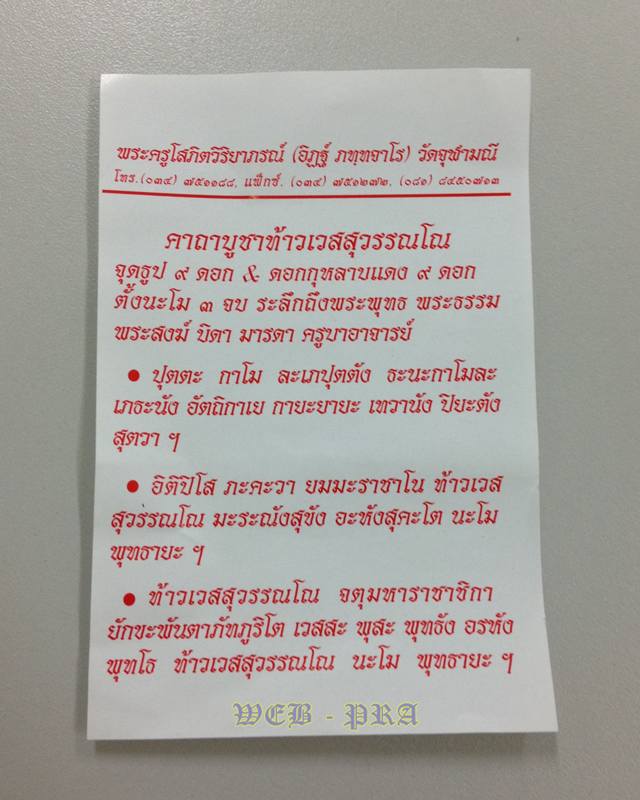 พระครูโสภิตวิริยาภรณ์ (อิฏฐ์ ภทฺทจาโร) วัดจุฬามณี
โทร.(๐๓๔) ๗๕๑๑๘๘, แฟ็กซ์. (๐๓๔) ๗๕๑๒๗๒, (๐๘๑) ๘๔๕๐๗๑๓
คาถาบูชาท้าวเวสสุวรรณโณ
จุดธูป ๙ ดอก & ดอกกุหลาบแดง ๙ ดอก
ตั้งนะโม ๓ จบ ระลึกถึงพระพุทธ พระธรรม
พระสงฆ์ บิดา มารดา ครูบาอาจารย์
● ปุตตะ กาโม ละเภปุตตัง ธะนะกาโมละ
เภธะนัง อัตถิกาเย กายะยายะ เทวานัง ปิยะตัง
สุตวา ฯ
● อิติปิโส ภะคะวา ยมมะราชาโน ท้าวเวส
สุวรรณโณ มะระณังสุขัง อะหังสุคะโต นะโม
พุทธายะ ฯ
● ท้าวเวสสุวรรณโณ จตุมหาราชาชิกา
ยักขะพันตาภัทภูริโต เวสสะ พุสะ พุทธัง อรหัง
พุทโธ ท้าวเวสสุวรรณโณ นะโม พุทธายะ ฯ
WEB - PRA